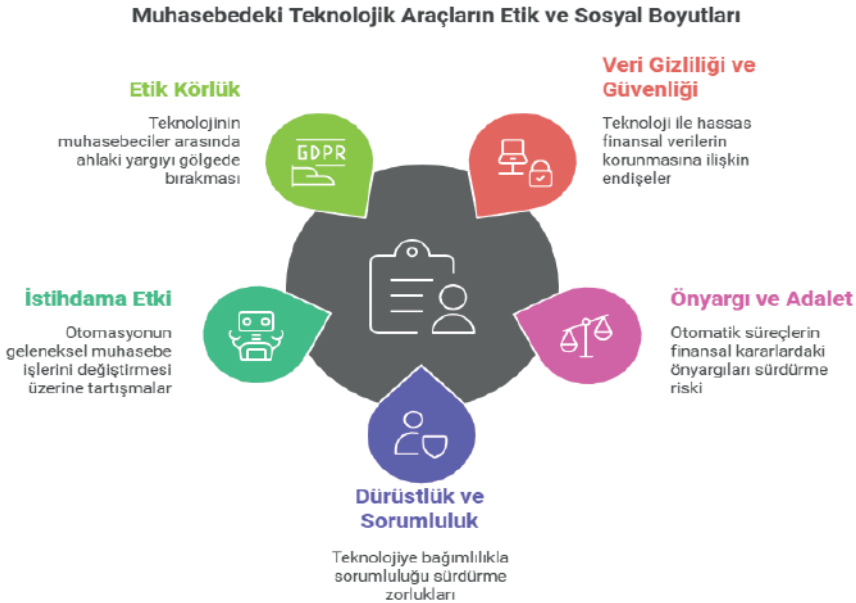 Muhasebedeki Teknolojik Araçların Etik ve Sosyal Boyutları
Etik Körlük
Teknolojinin
muhasebeciler arasında
ahlaki yargıyı gölgede
bırakması
GDPR
Veri Gizliliği ve
Güvenliği
Teknoloji ile hassas
finansal verilerin
korunmasına ilişkin
endişeler
İstihdama Etki
Otomasyonun
geleneksel muhasebe
işlerini değiştirmesi
üzerine tartışmalar
Önyargı ve Adalet
Otomatik süreçlerin
finansal kararlardaki
önyargıları sürdürme
riski
Dürüstlük ve
Sorumluluk
Teknolojiye bağımlılıkla
sorumluluğu sürdürme
zorlukları